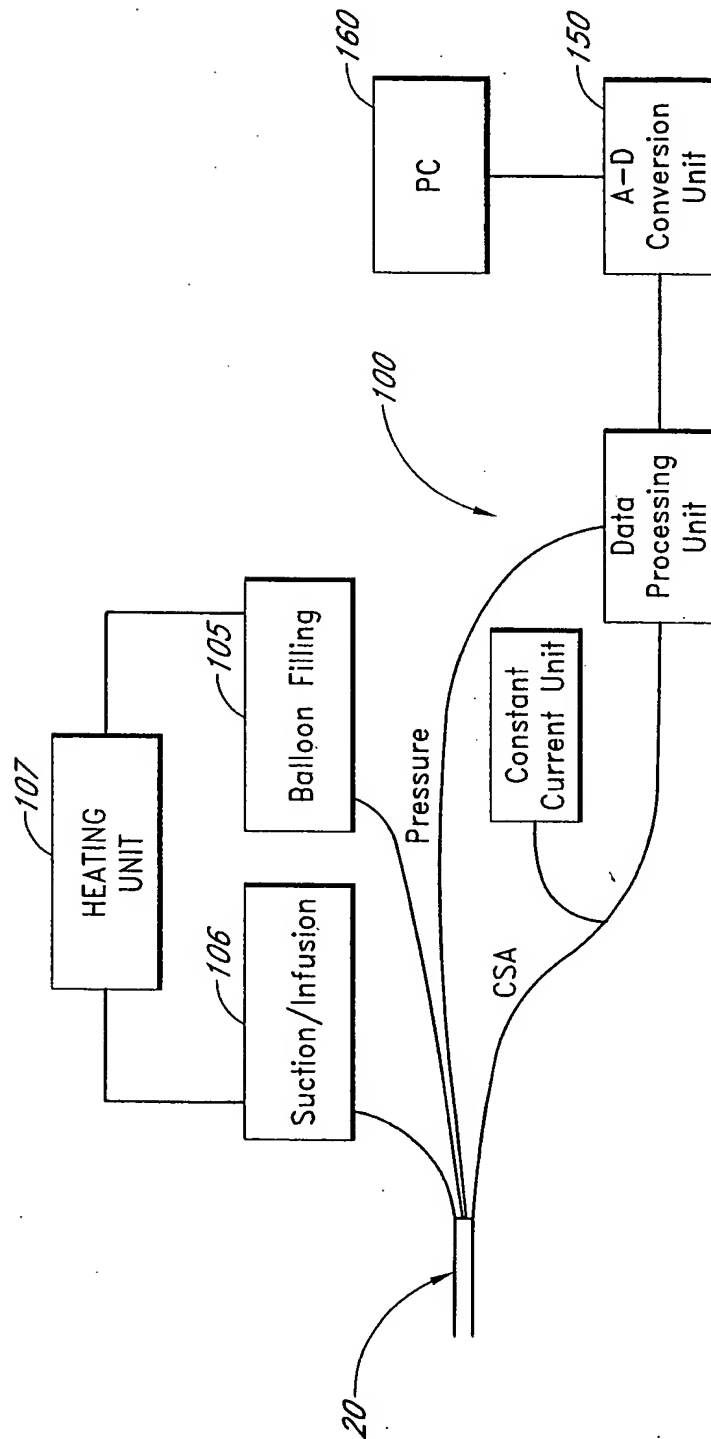 107
HEATING
UNIT
106
Suction/Infusion
105
Balloon Filling
160
PC
150
A-D
Conversion
Unit
100
Pressure
Constant
Current Unit
Data
Processing
Unit
CSA
20